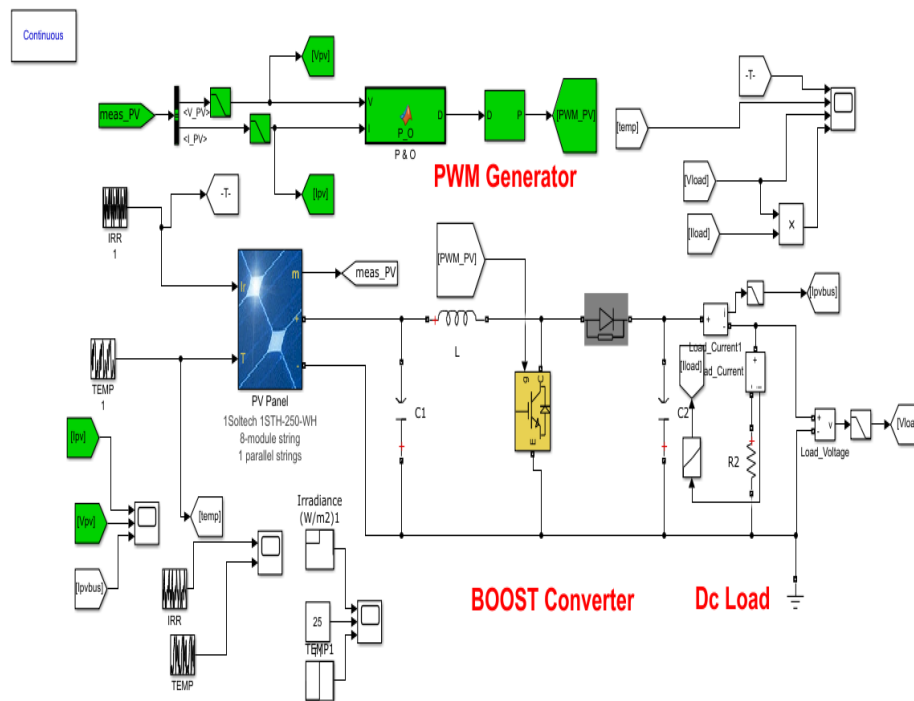 Continuous
[Vpv]
meas_PV
<V_PV>
<I_PV>
V
I
P_O
D
P & O
D
P
[PWM_PV]
PWM Generator
[Ipv]
-T-
[temp]
[Vload]
[Iload]
X
-T-
IRR
1
Ir
T
m
+
-
PV Panel
1Soltech 1STH-250-WH
8-module string
1 parallel strings
meas_PV
[PWM_PV]
L
C1
g
C
E
C2
+
i
-
Load_Current1
[Ipvbus]
ad_Current
[Iload]
R2
+
-
v
Load_Voltage
[Vloa
TEMP
1
[Ipv]
[Vpv]
[Ipvbus]
[temp]
IRR
TEMP
Irradiance
(W/m2)1
25
TEMP1
BOOST Converter
Dc Load